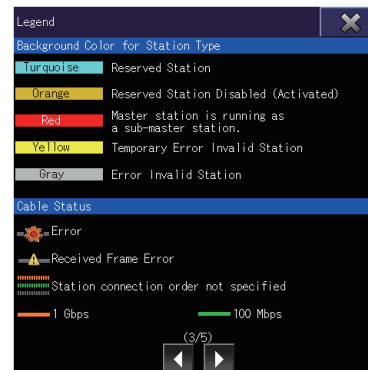 Legend
Background Color for Station Type
Turquoise Reserved Station
Orange Reserved Station Disabled (Activated)
Red Master station is running as
a sub-master station.
Yellow Temporary Error Invalid Station
Gray Error Invalid Station
Cable Status
Error
Received Frame Error
Station connection order not specified
1 Gbps 100 Mbps
(3/5)